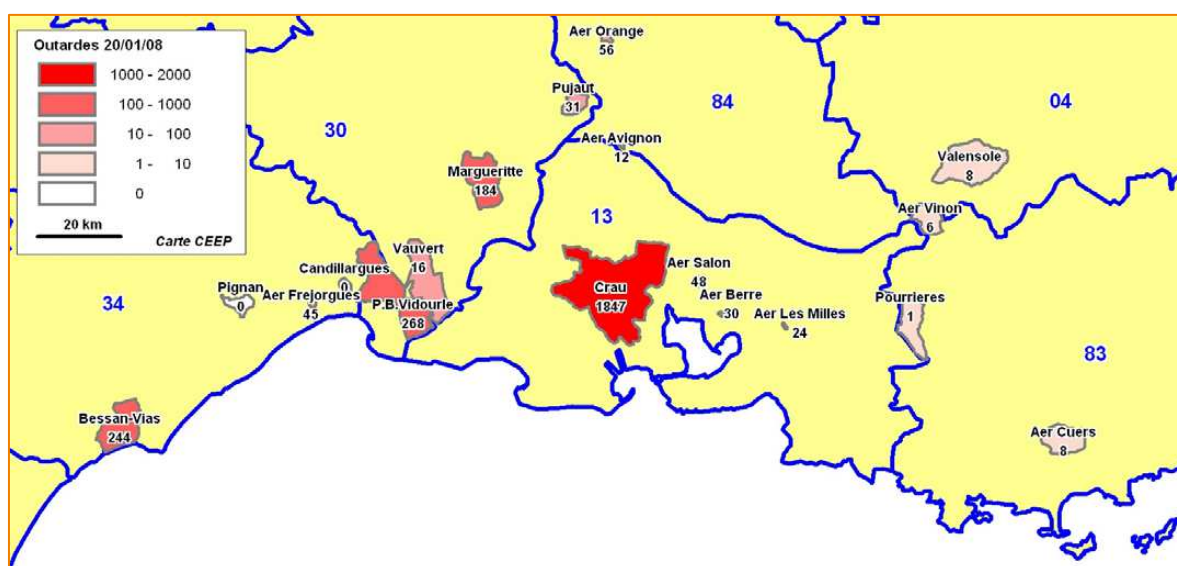 Outardes 20/01/08
1000 - 2000
100 - 1000
10 - 100
1 - 10
0
20 km
Carte CEEP
Aer Orange
56
Pujaut
31
84
04
30
Aer Avignon
12
Valensole
8
Margueritte
184
Aer Vinon
6
13
Vauvert
16
Candillargues
0
Aer Salon
48
Pignan
0
Aer Frejorgues
45
P.B.Vidourle
268
Crau
1847
Aer Berre
30
Aer Les Milles
24
Pourrieres
1
34
83
Bessan-Vias
244
Aer Cuers
8